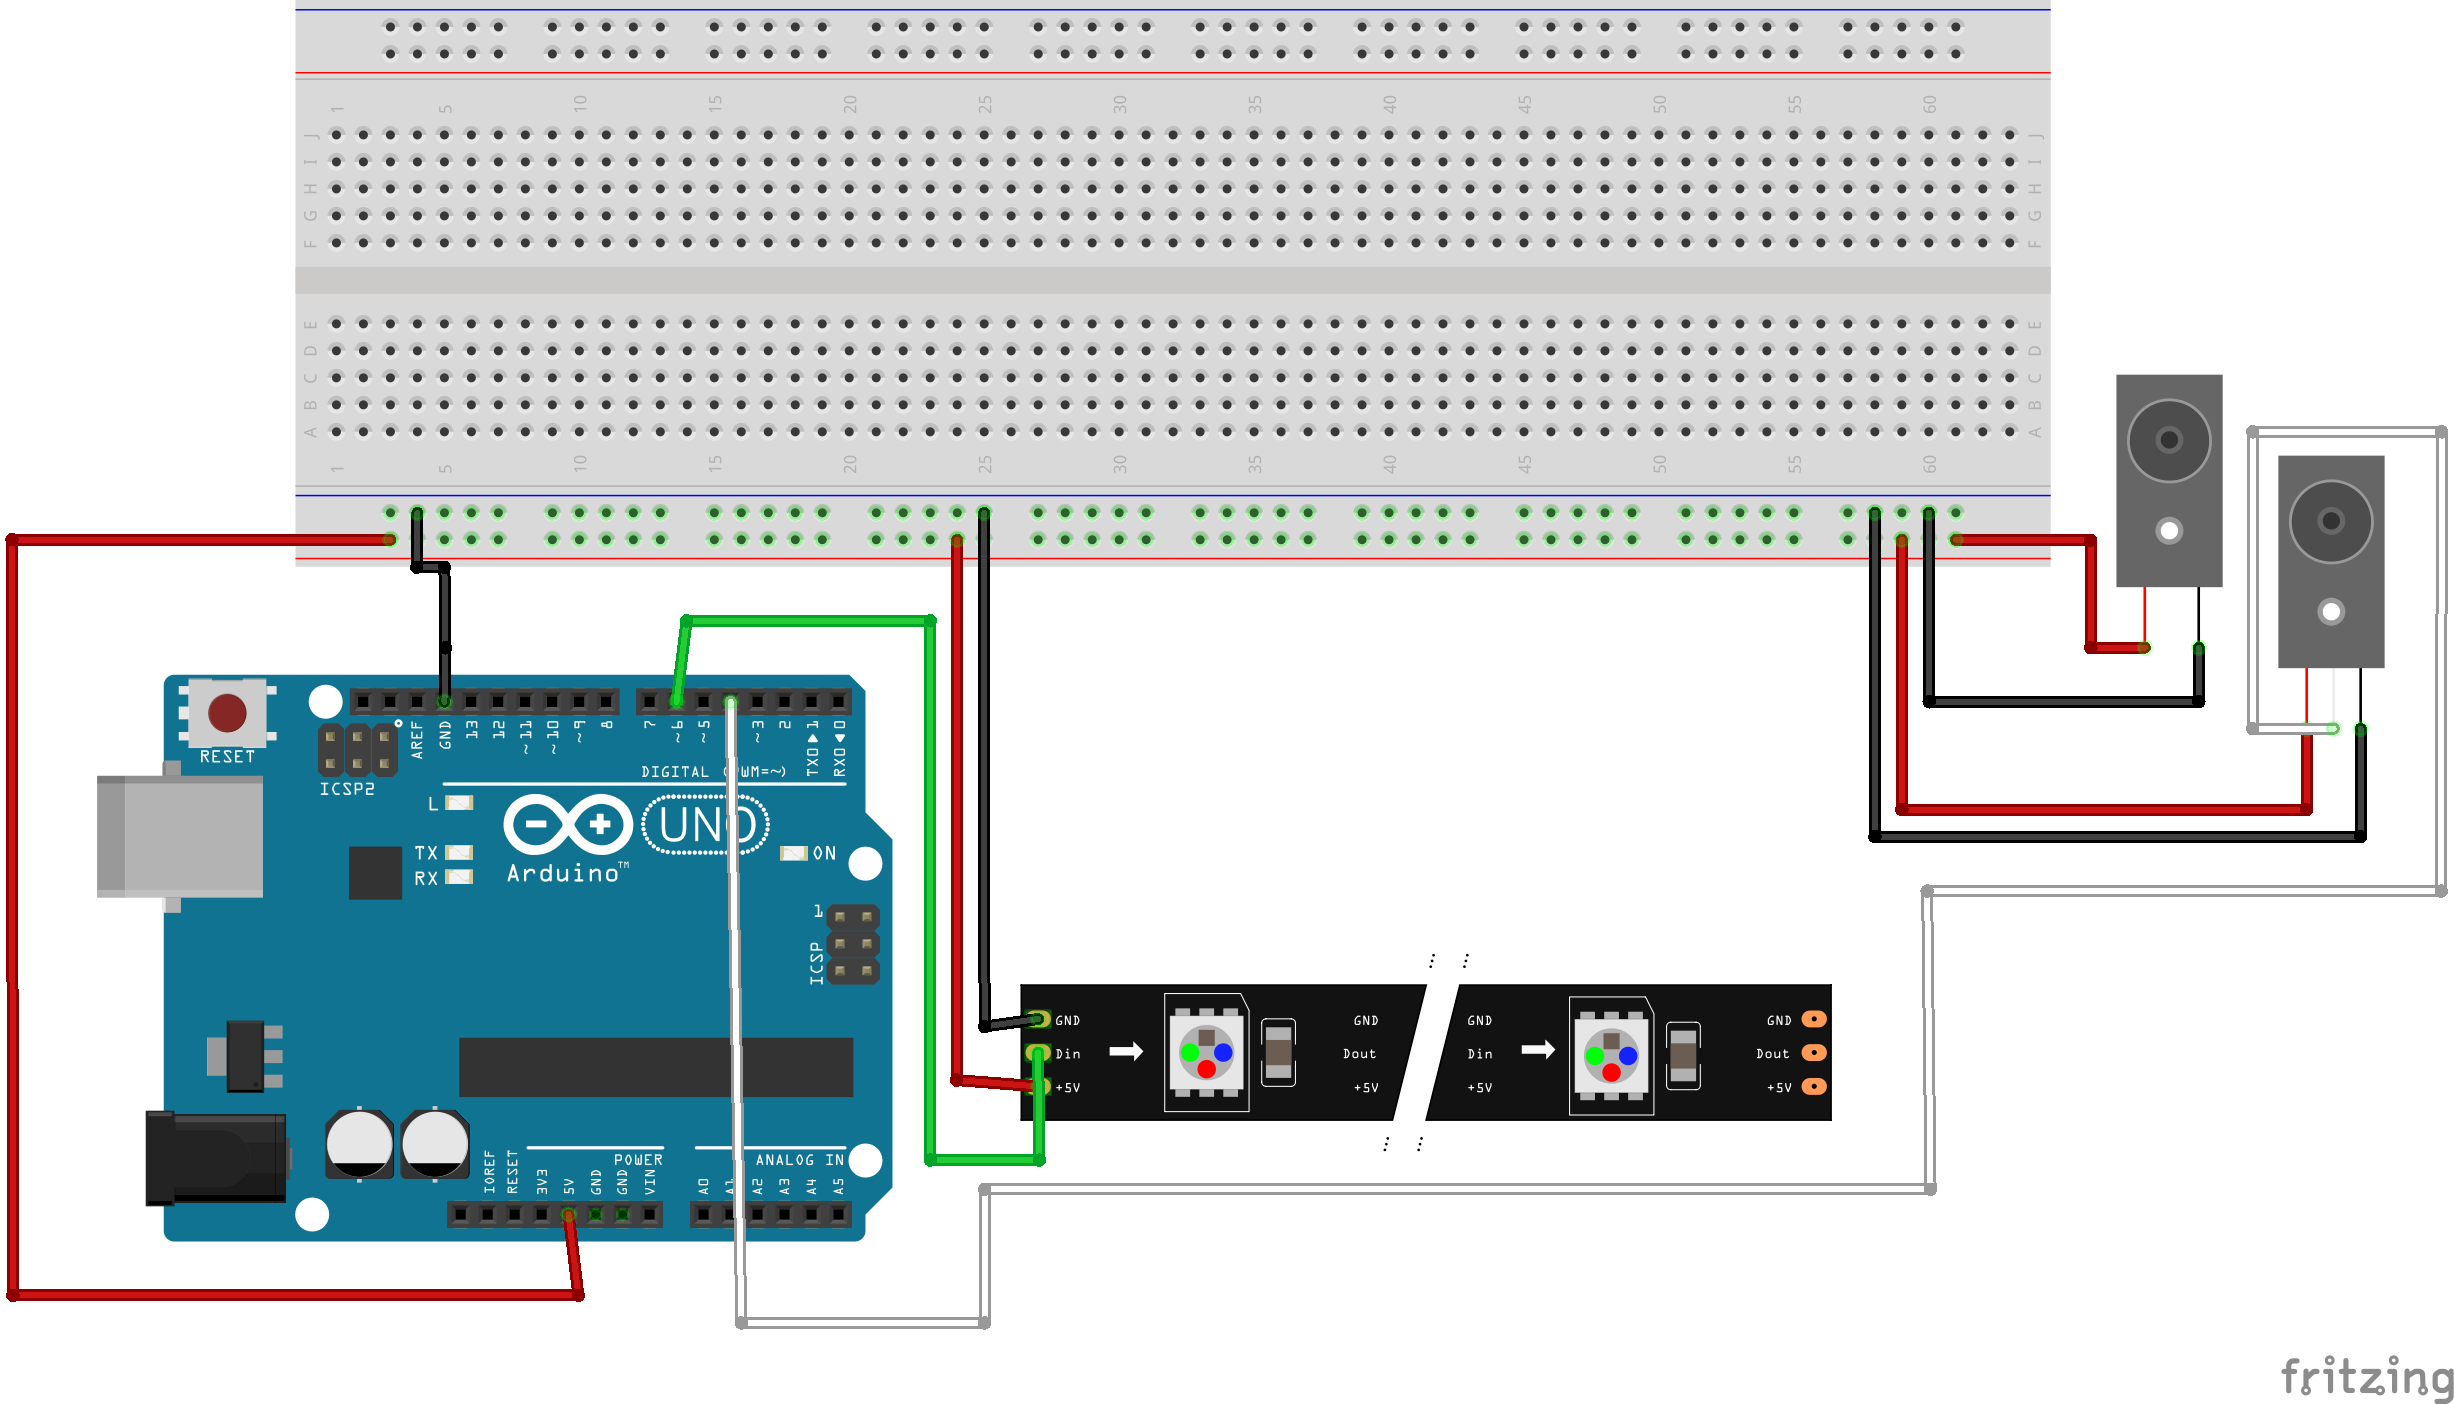 1 5 10 15 20 25 30 35 40 45 50 55 60
J J
I I
H H
G G
F F
E E
D D
C C
B B
A A
1 5 10 15 20 25 30 35 40 45 50 55 60
RESET
ICSP2
AREF GND 13 12 ~11 ~10 ~9 8 7 ~6 ~5 ~3 2 TX0▶1 RX0◀0
DIGITAL (PWM=~)
L
UNO
TX
RX
Arduino™
ON
1
ICSP
GND GND GND GND
Din Dout Din Dout
+5V +5V +5V +5V
POWER ANALOG IN
IOREF RESET 3V3 5V GND GND VIN A0 A1 A2 A3 A4 A5
fritzing